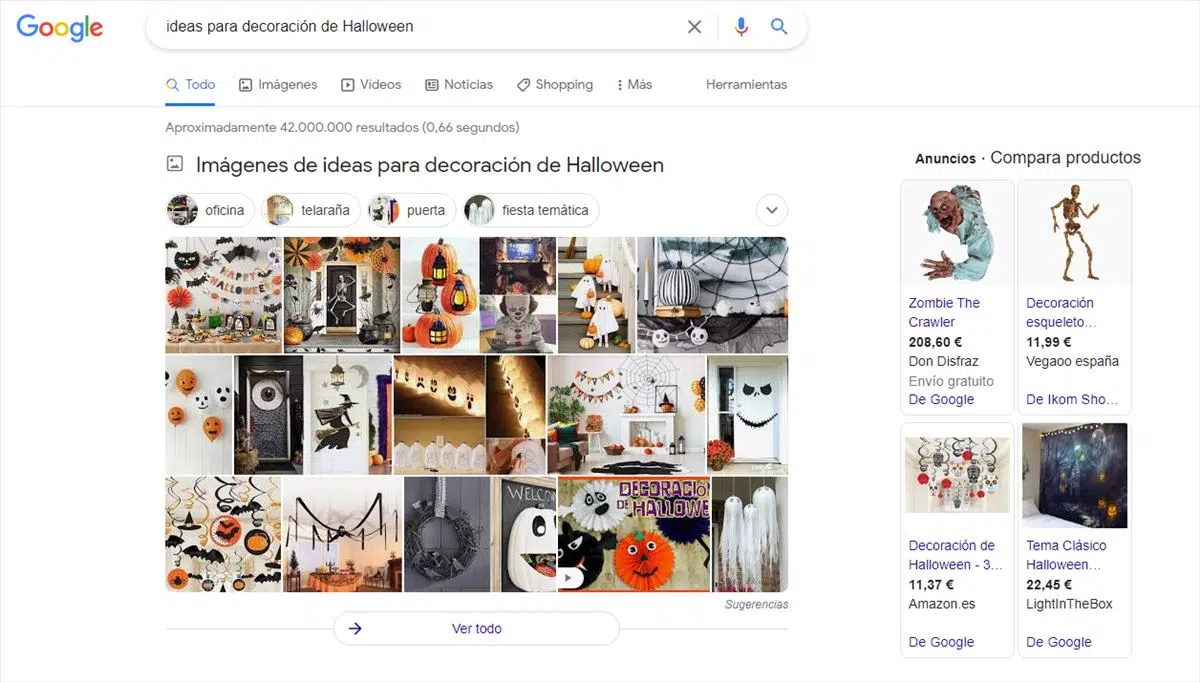 Google
ideas para decoración de Halloween
Todo
Imágenes
Videos
Noticias
Shopping
Más
Herramientas
Aproximadamente 42.000.000 resultados (0,66 segundos)
Imágenes de ideas para decoración de Halloween
oficina
telaraña
puerta
fiesta temática
HAPPY
HALLOWEEN
WELCO
DECORACIÓ
DE HALLOWE
Sugerencias
Ver todo
Anuncios · Compara productos
Zombie The
Crawler
208,60 €
Don Disfraz
Envío gratuito
De Google
Decoración
esqueleto...
11,99 €
Vegaoo españa
De Ikom Sho...
Decoración de
Halloween - 3...
11,37 €
Amazon.es
De Google
Tema Clásico
Halloween...
22,45 €
LightInTheBox
De Google